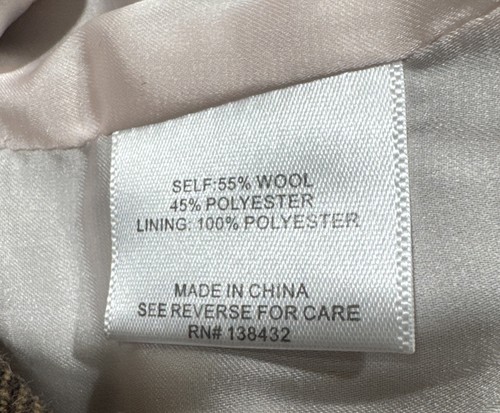 SELF:55% WOOL
45% POLYESTER
LINING: 100% POLYESTER
MADE IN CHINA
SEE REVERSE FOR CARE
RN# 138432